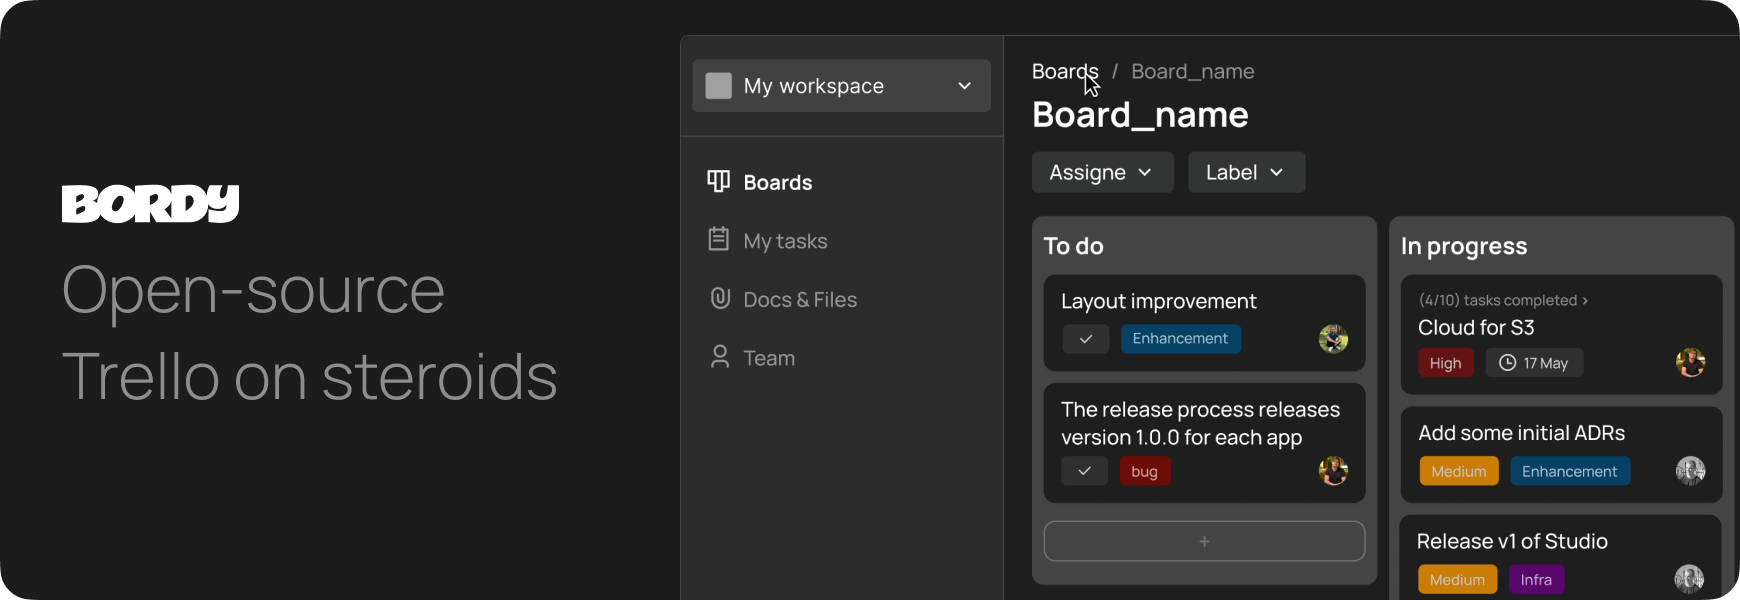 BORDY
Open-source
Trello on steroids
My workspace
Boards
My tasks
Docs & Files
Team
Boards / Board_name
Board_name
Assigne
Label
To do
Layout improvement
Enhancement
The release process releases
version 1.0.0 for each app
bug
+
In progress
(4/10) tasks completed >
Cloud for S3
High
17 May
Add some initial ADRs
Medium
Enhancement
Release v1 of Studio
Medium
Infra